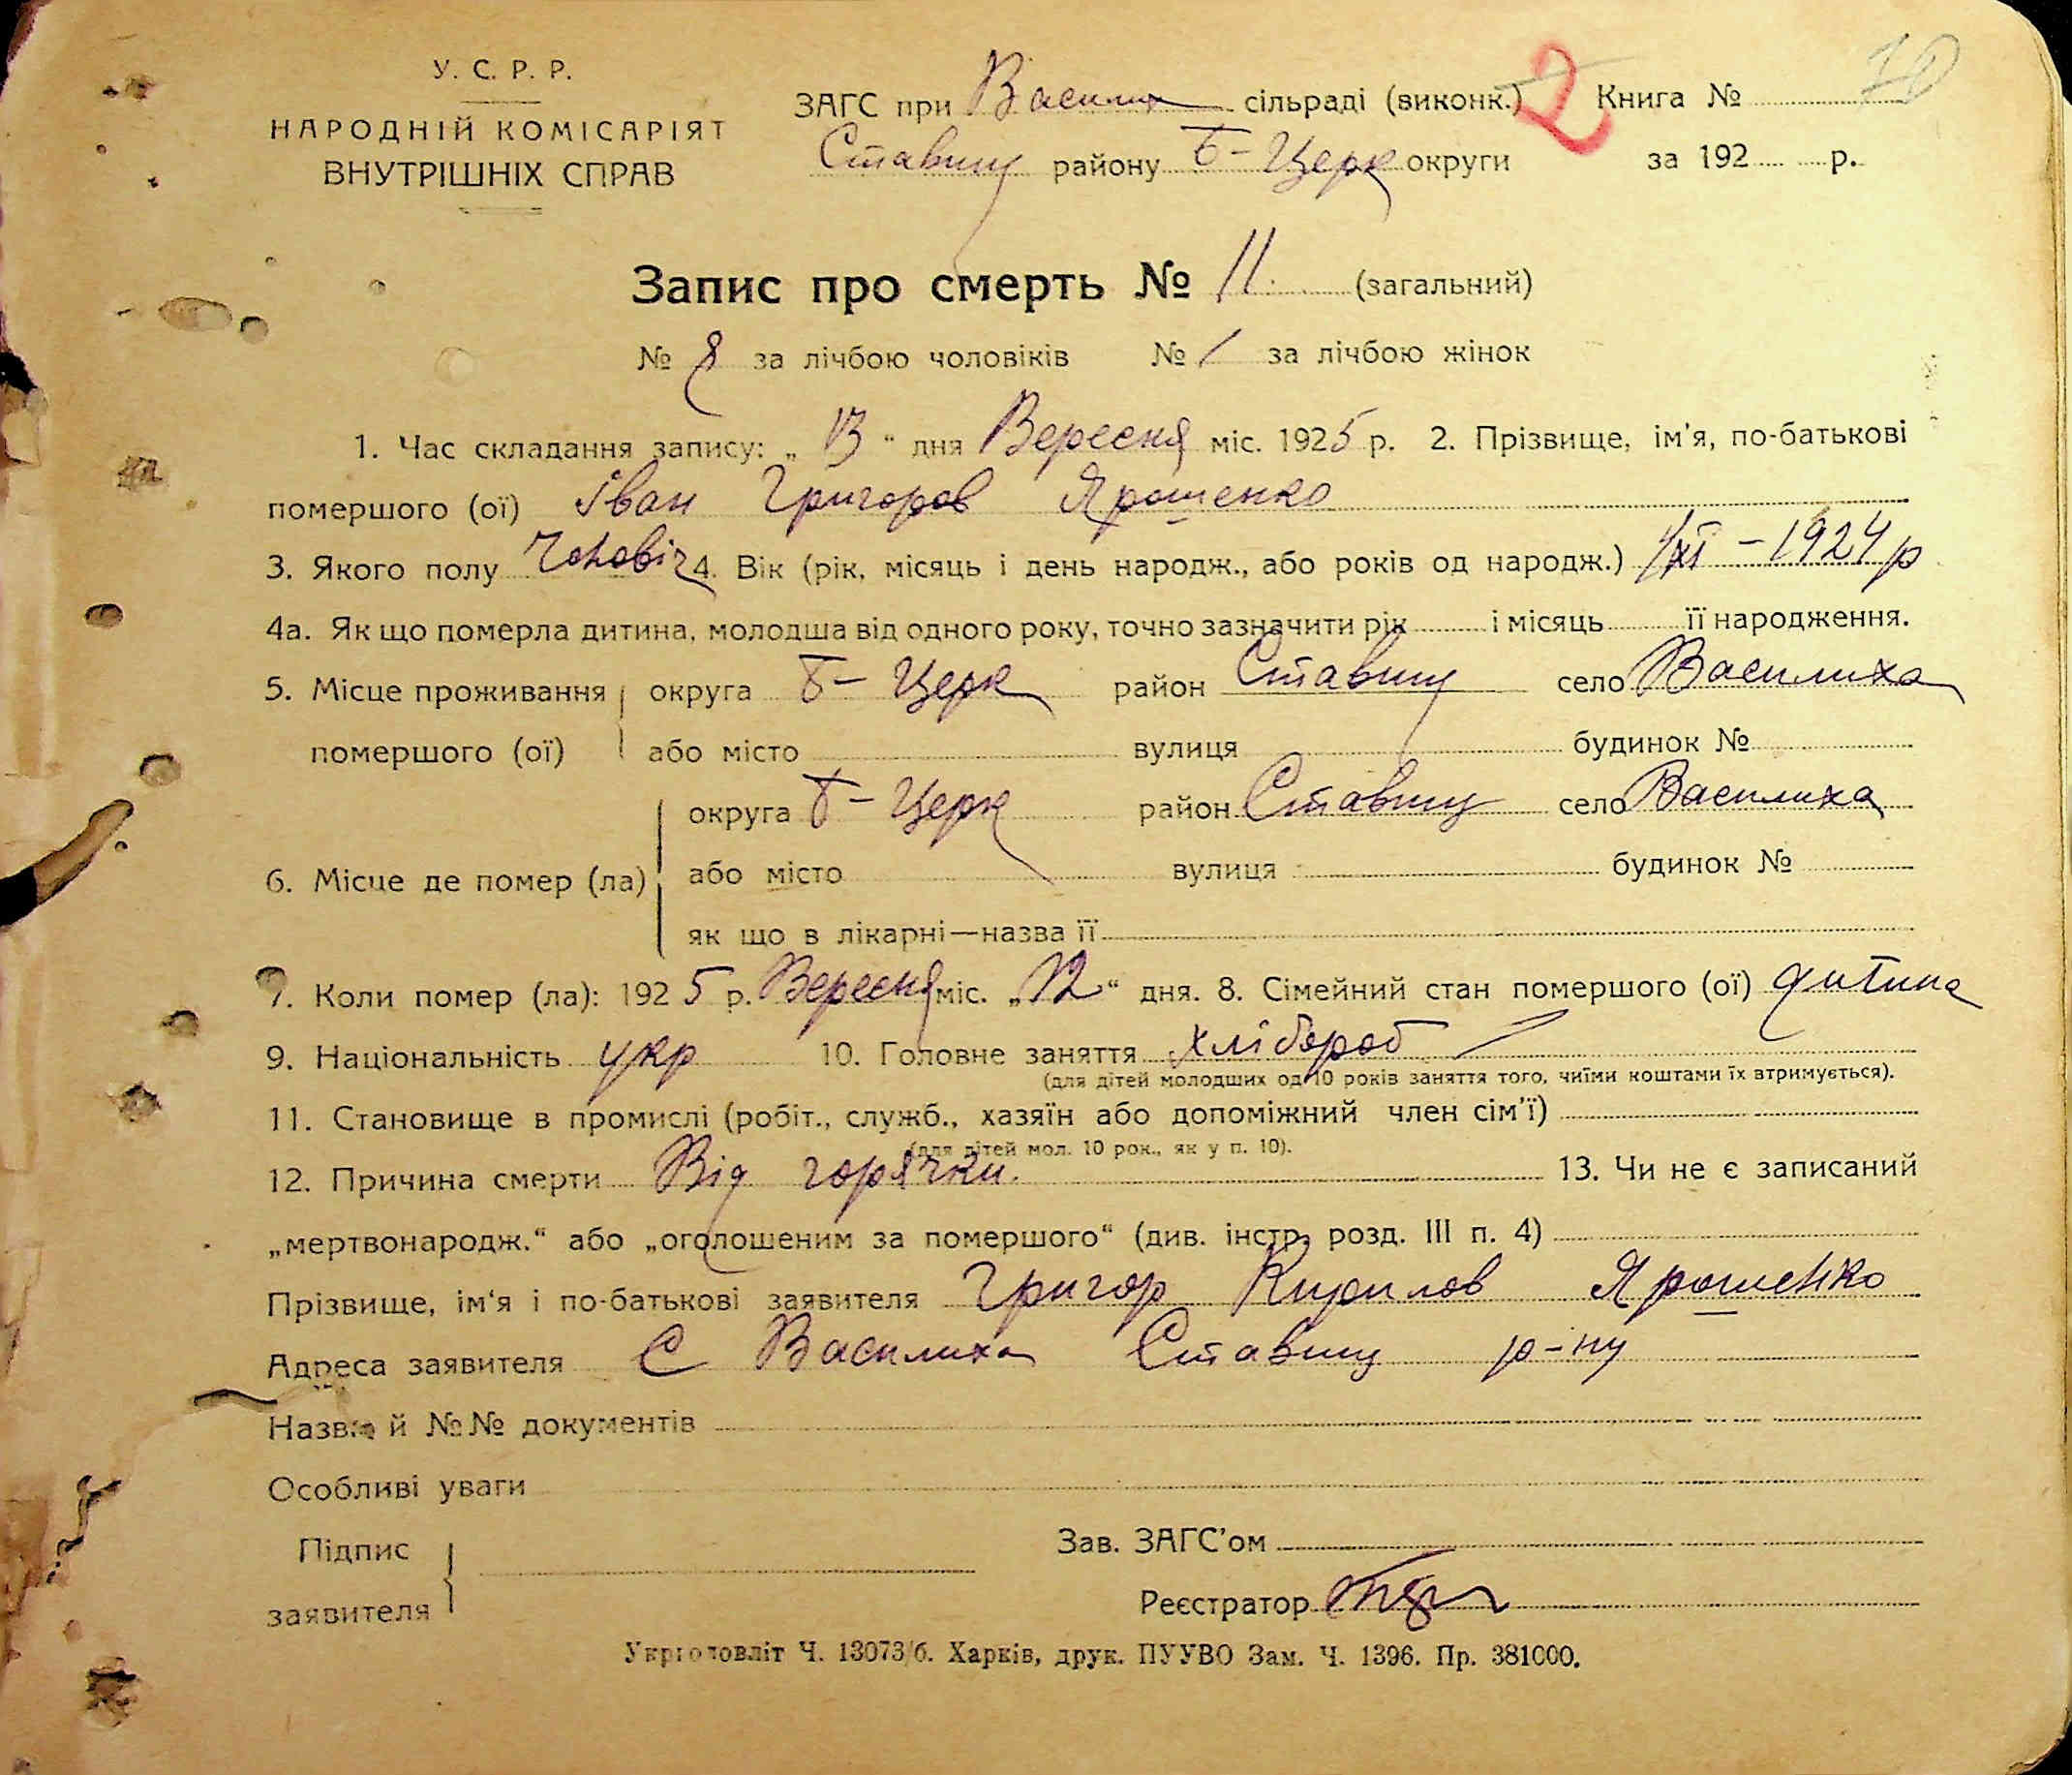 У. С. Р. Р.
НАРОДНІЙ КОМІСАРІЯТ
ВНУТРІШНІХ СПРАВ
ЗАГС при Васили сільраді (виконк.) 2 Книга №
Ставищ району Б-Церк округи за 192 р.
Запис про смерть № 11. (загальний)
№ 8 за лічбою чоловіків № / за лічбою жінок
1. Час складання запису: „ 13 “ дня Вересня міс. 1925 р. 2. Прізвище, ім'я, по-батькові
помершого (ої) Іван Григоров Ярошенко
3. Якого полу Чоловіч 4. Вік (рік, місяць і день народж., або років од народж.) 1/XI – 1924 р
4а. Як що померла дитина, молодша від одного року, точно зазначити рік і місяць її народження.
5. Місце проживання округа Б– Церк район Ставищ село Василиха
помершого (ої) або місто вулиця будинок №
округа Б– Церк район Ставищ село Василиха
6. Місце де помер (ла) або місто вулиця будинок №
як що в лікарні—назва її
7. Коли помер (ла): 1925 р. Вересня міс. „12“ дня. 8. Сімейний стан помершого (ої) дитина
9. Національність укр 10. Головне заняття хлібороб
(для дітей молодших од 10 років заняття того, чиїми коштами їх втримується).
11. Становище в промислі (робіт., служб., хазяїн або допоміжний член сім'ї)
(для дітей мол. 10 рок., як у п. 10).
12. Причина смерти Від горячки. 13. Чи не є записаний
„мертвонародж.“ або „оголошеним за помершого“ (див. інстр. розд. III п. 4)
Прізвище, ім'я і по-батькові заявителя Григор Кирилов Ярошенко
Адреса заявителя С Василиха Ставищ р-ну
Назва й №№ документів
Особливі уваги
Підпис
заявителя
Зав. ЗАГС'ом
Реєстратор
Укрголовліт Ч. 13073/б. Харків, друк. ПУУВО Зам. Ч. 1396. Пр. 381000.